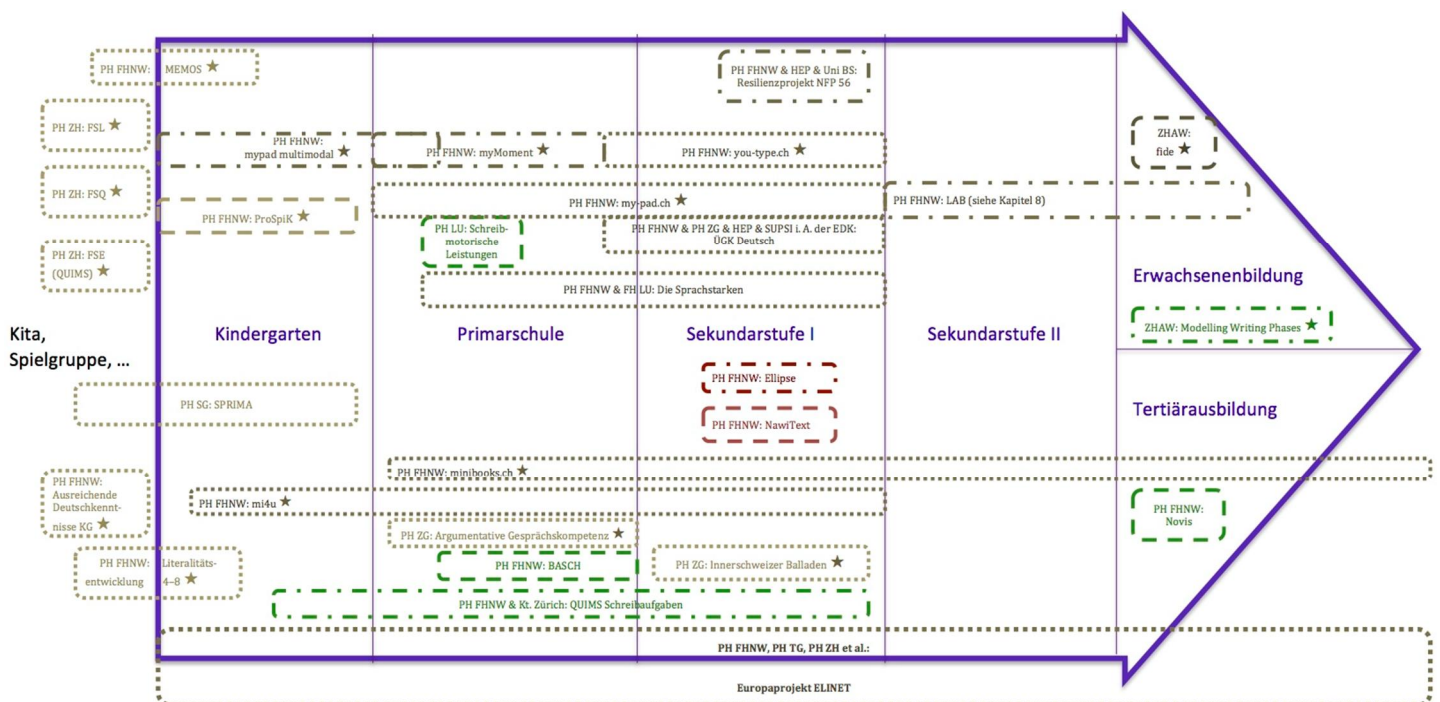 PH FHNW: MEMOS ★
PH FHNW & HEP & Uni BS:
Resilienzprojekt NFP 56
PH ZH: FSL ★
PH FHNW:
mypad multimodal ★
PH FHNW: myMoment ★
PH FHNW: you-type.ch ★
ZHAW:
fide ★
PH ZH: FSQ ★
PH FHNW: ProSpiK ★
PH FHNW: my-pad.ch ★
PH FHNW: LAB (siehe Kapitel 8)
PH LU: Schreib-
motorische
Leistungen
PH FHNW & PH ZG & HEP & SUPSI i. A. der EDK:
ÜGK Deutsch
PH ZH: FSE
(QUIMS) ★
PH FHNW & FH LU: Die Sprachstarken
Erwachsenenbildung
Kita,
Spielgruppe, ...
Kindergarten
Primarschule
Sekundarstufe I
Sekundarstufe II
ZHAW: Modelling Writing Phases ★
PH FHNW: Ellipse
PH SG: SPRIMA
PH FHNW: NawiText
Tertiärausbildung
PH FHNW: minibooks.ch ★
PH FHNW:
Ausreichende
Deutschkennt-
nisse KG ★
PH FHNW: mi4u ★
PH FHNW:
Novis
PH ZG: Argumentative Gesprächskompetenz ★
PH FHNW: Literalitäts-
entwicklung 4–8 ★
PH FHNW: BASCH
PH ZG: Innerschweizer Balladen ★
PH FHNW & Kt. Zürich: QUIMS Schreibaufgaben
PH FHNW, PH TG, PH ZH et al.:
Europaprojekt ELINET